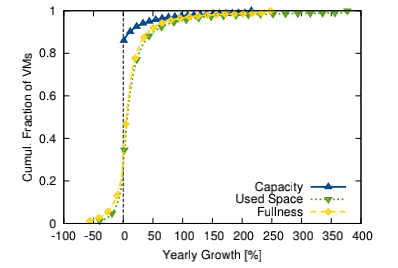 1
0.8
0.6
0.4
0.2
0
Cumul. Fraction of VMs
Capacity
Used Space
Fullness
-100 -50 0 50 100 150 200 250 300 350 400
Yearly Growth [%]